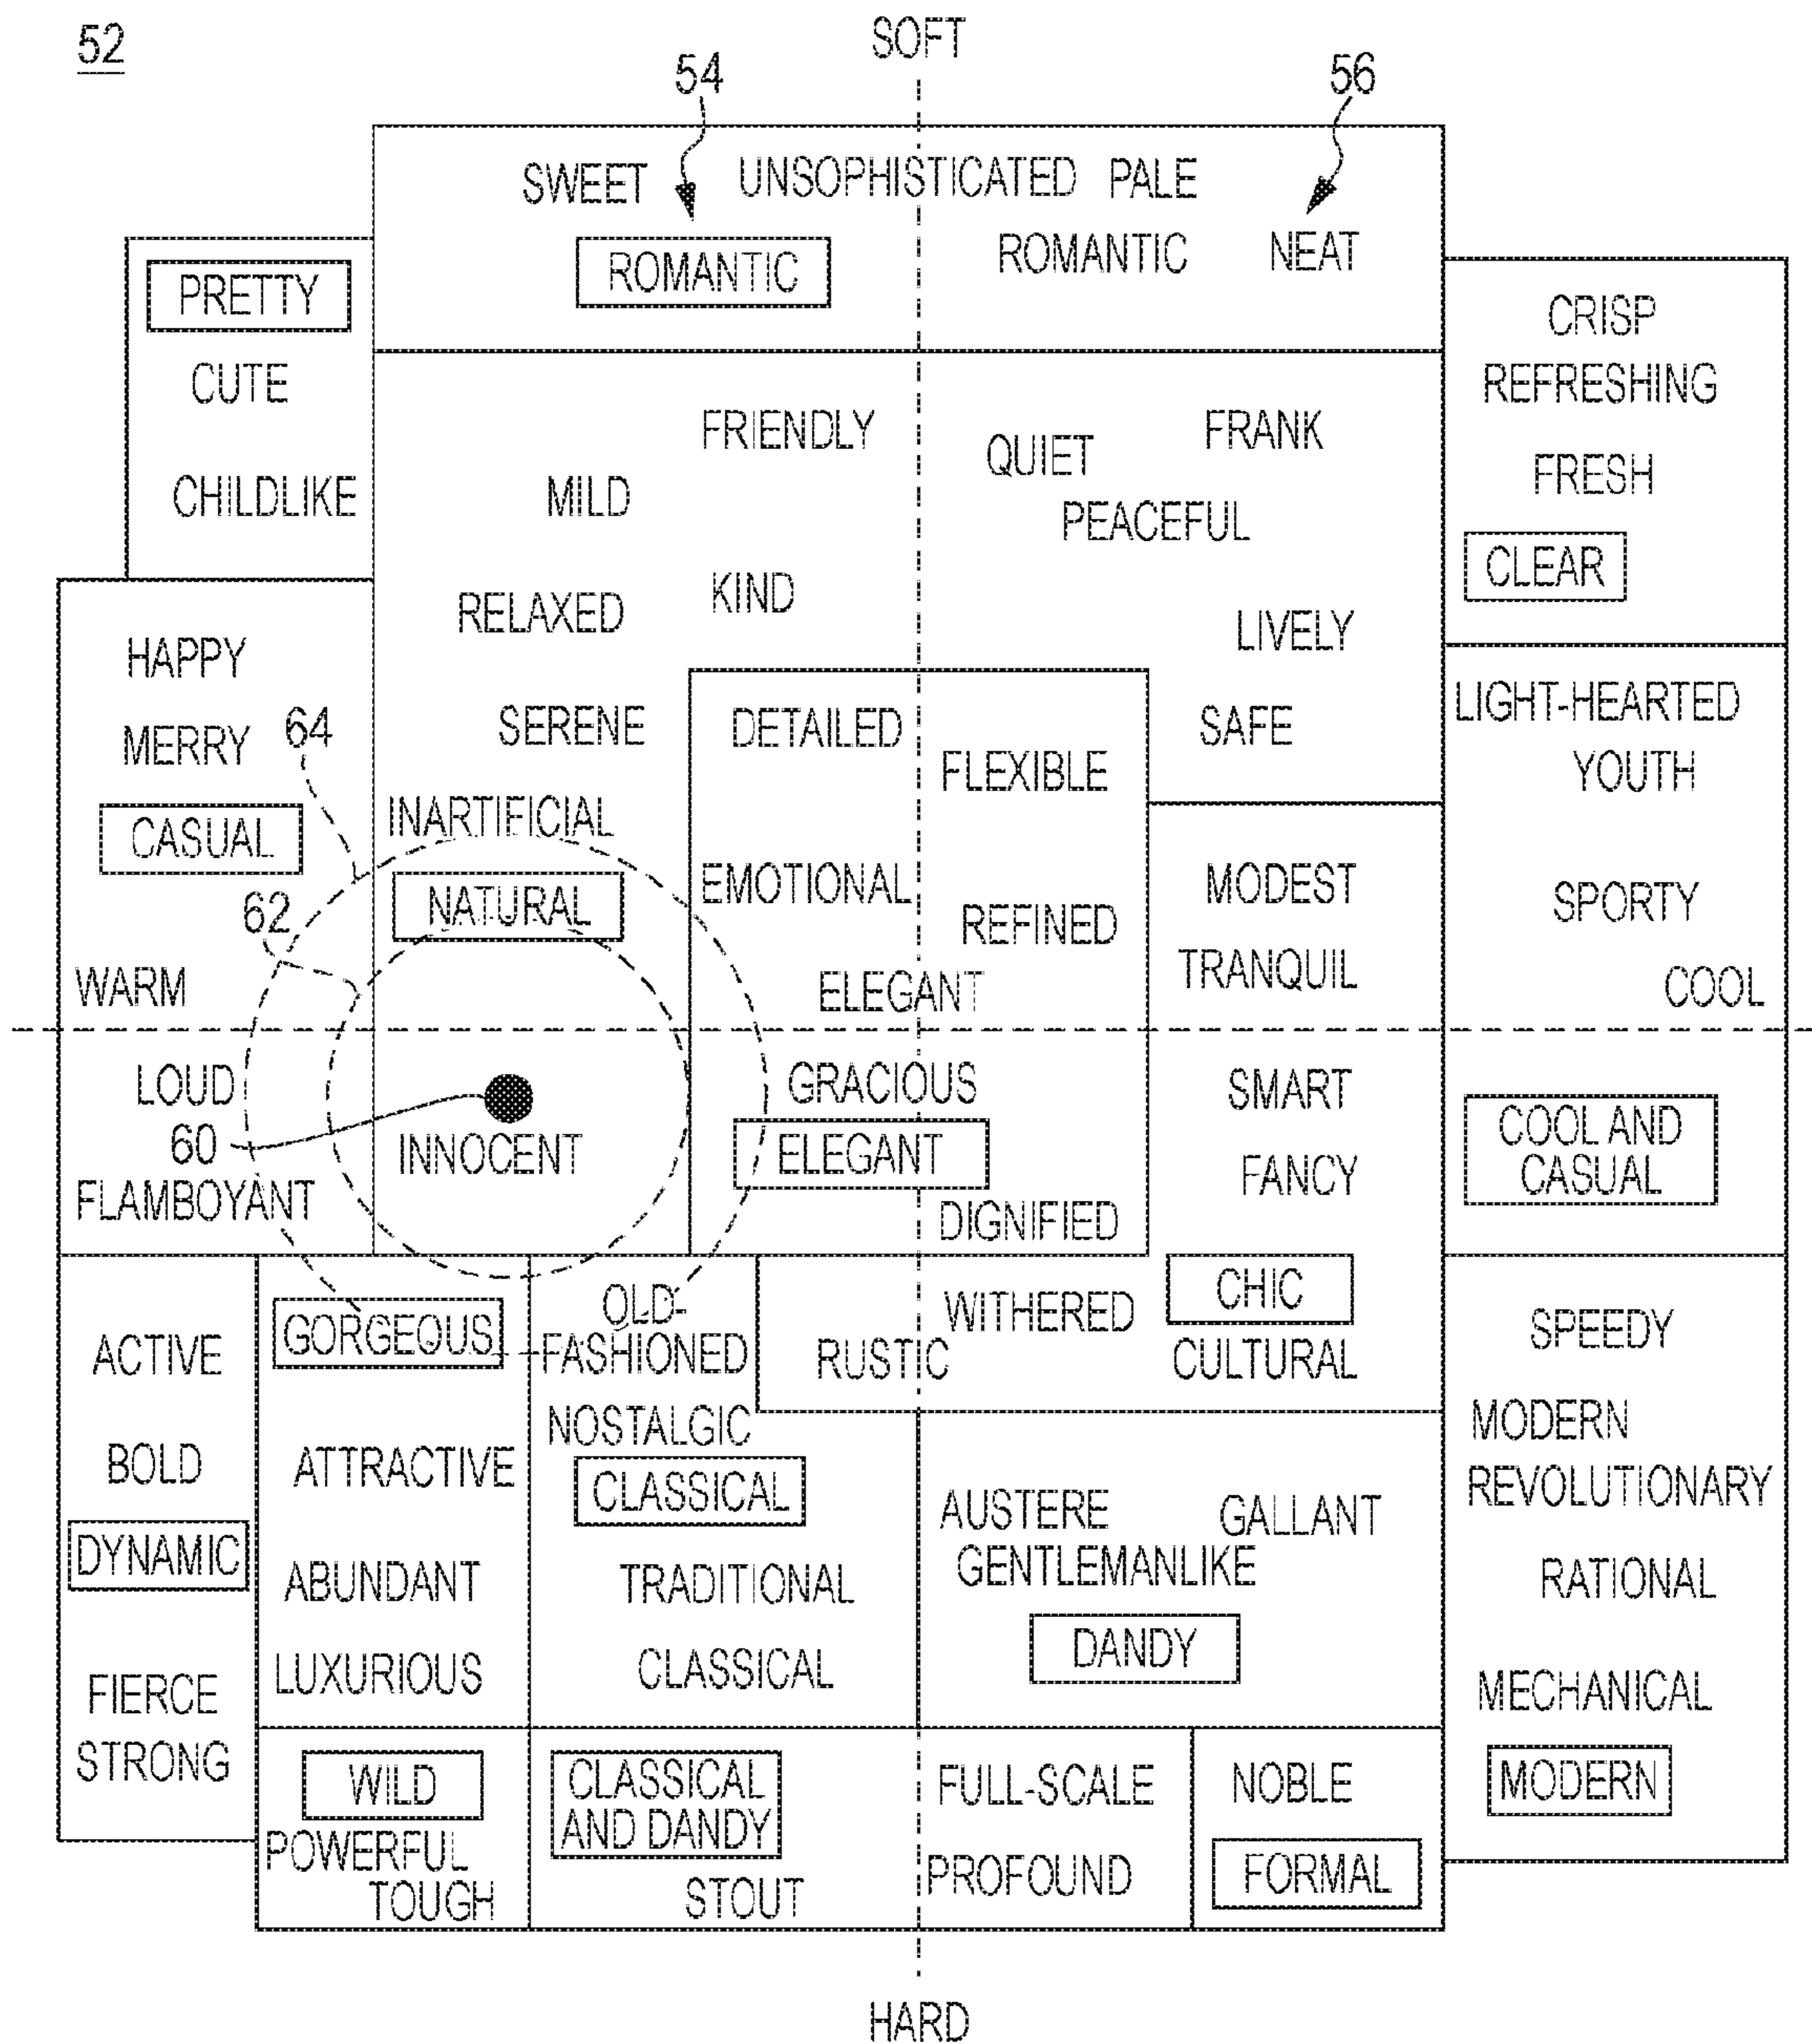 52
SOFT
54
56
SWEET
UNSOPHISTICATED
PALE
ROMANTIC
ROMANTIC
NEAT
PRETTY
CUTE
CHILDLIKE
CRISP
REFRESHING
FRESH
CLEAR
FRIENDLY
MILD
RELAXED
KIND
SERENE
INARTIFICIAL
NATURAL
QUIET
FRANK
PEACEFUL
LIVELY
SAFE
HAPPY
MERRY
64
CASUAL
62
WARM
LOUD
60
FLAMBOYANT
INNOCENT
DETAILED
FLEXIBLE
EMOTIONAL
REFINED
ELEGANT
GRACIOUS
ELEGANT
DIGNIFIED
MODEST
TRANQUIL
SMART
FANCY
CHIC
WITHERED
RUSTIC
CULTURAL
LIGHT-HEARTED
YOUTH
SPORTY
COOL
COOL AND
CASUAL
ACTIVE
BOLD
DYNAMIC
FIERCE
STRONG
GORGEOUS
ATTRACTIVE
ABUNDANT
LUXURIOUS
OLD-
FASHIONED
NOSTALGIC
CLASSICAL
TRADITIONAL
CLASSICAL
AUSTERE
GALLANT
GENTLEMANLIKE
DANDY
SPEEDY
MODERN
REVOLUTIONARY
RATIONAL
MECHANICAL
MODERN
WILD
POWERFUL
TOUGH
CLASSICAL
AND DANDY
STOUT
FULL-SCALE
PROFOUND
NOBLE
FORMAL
HARD